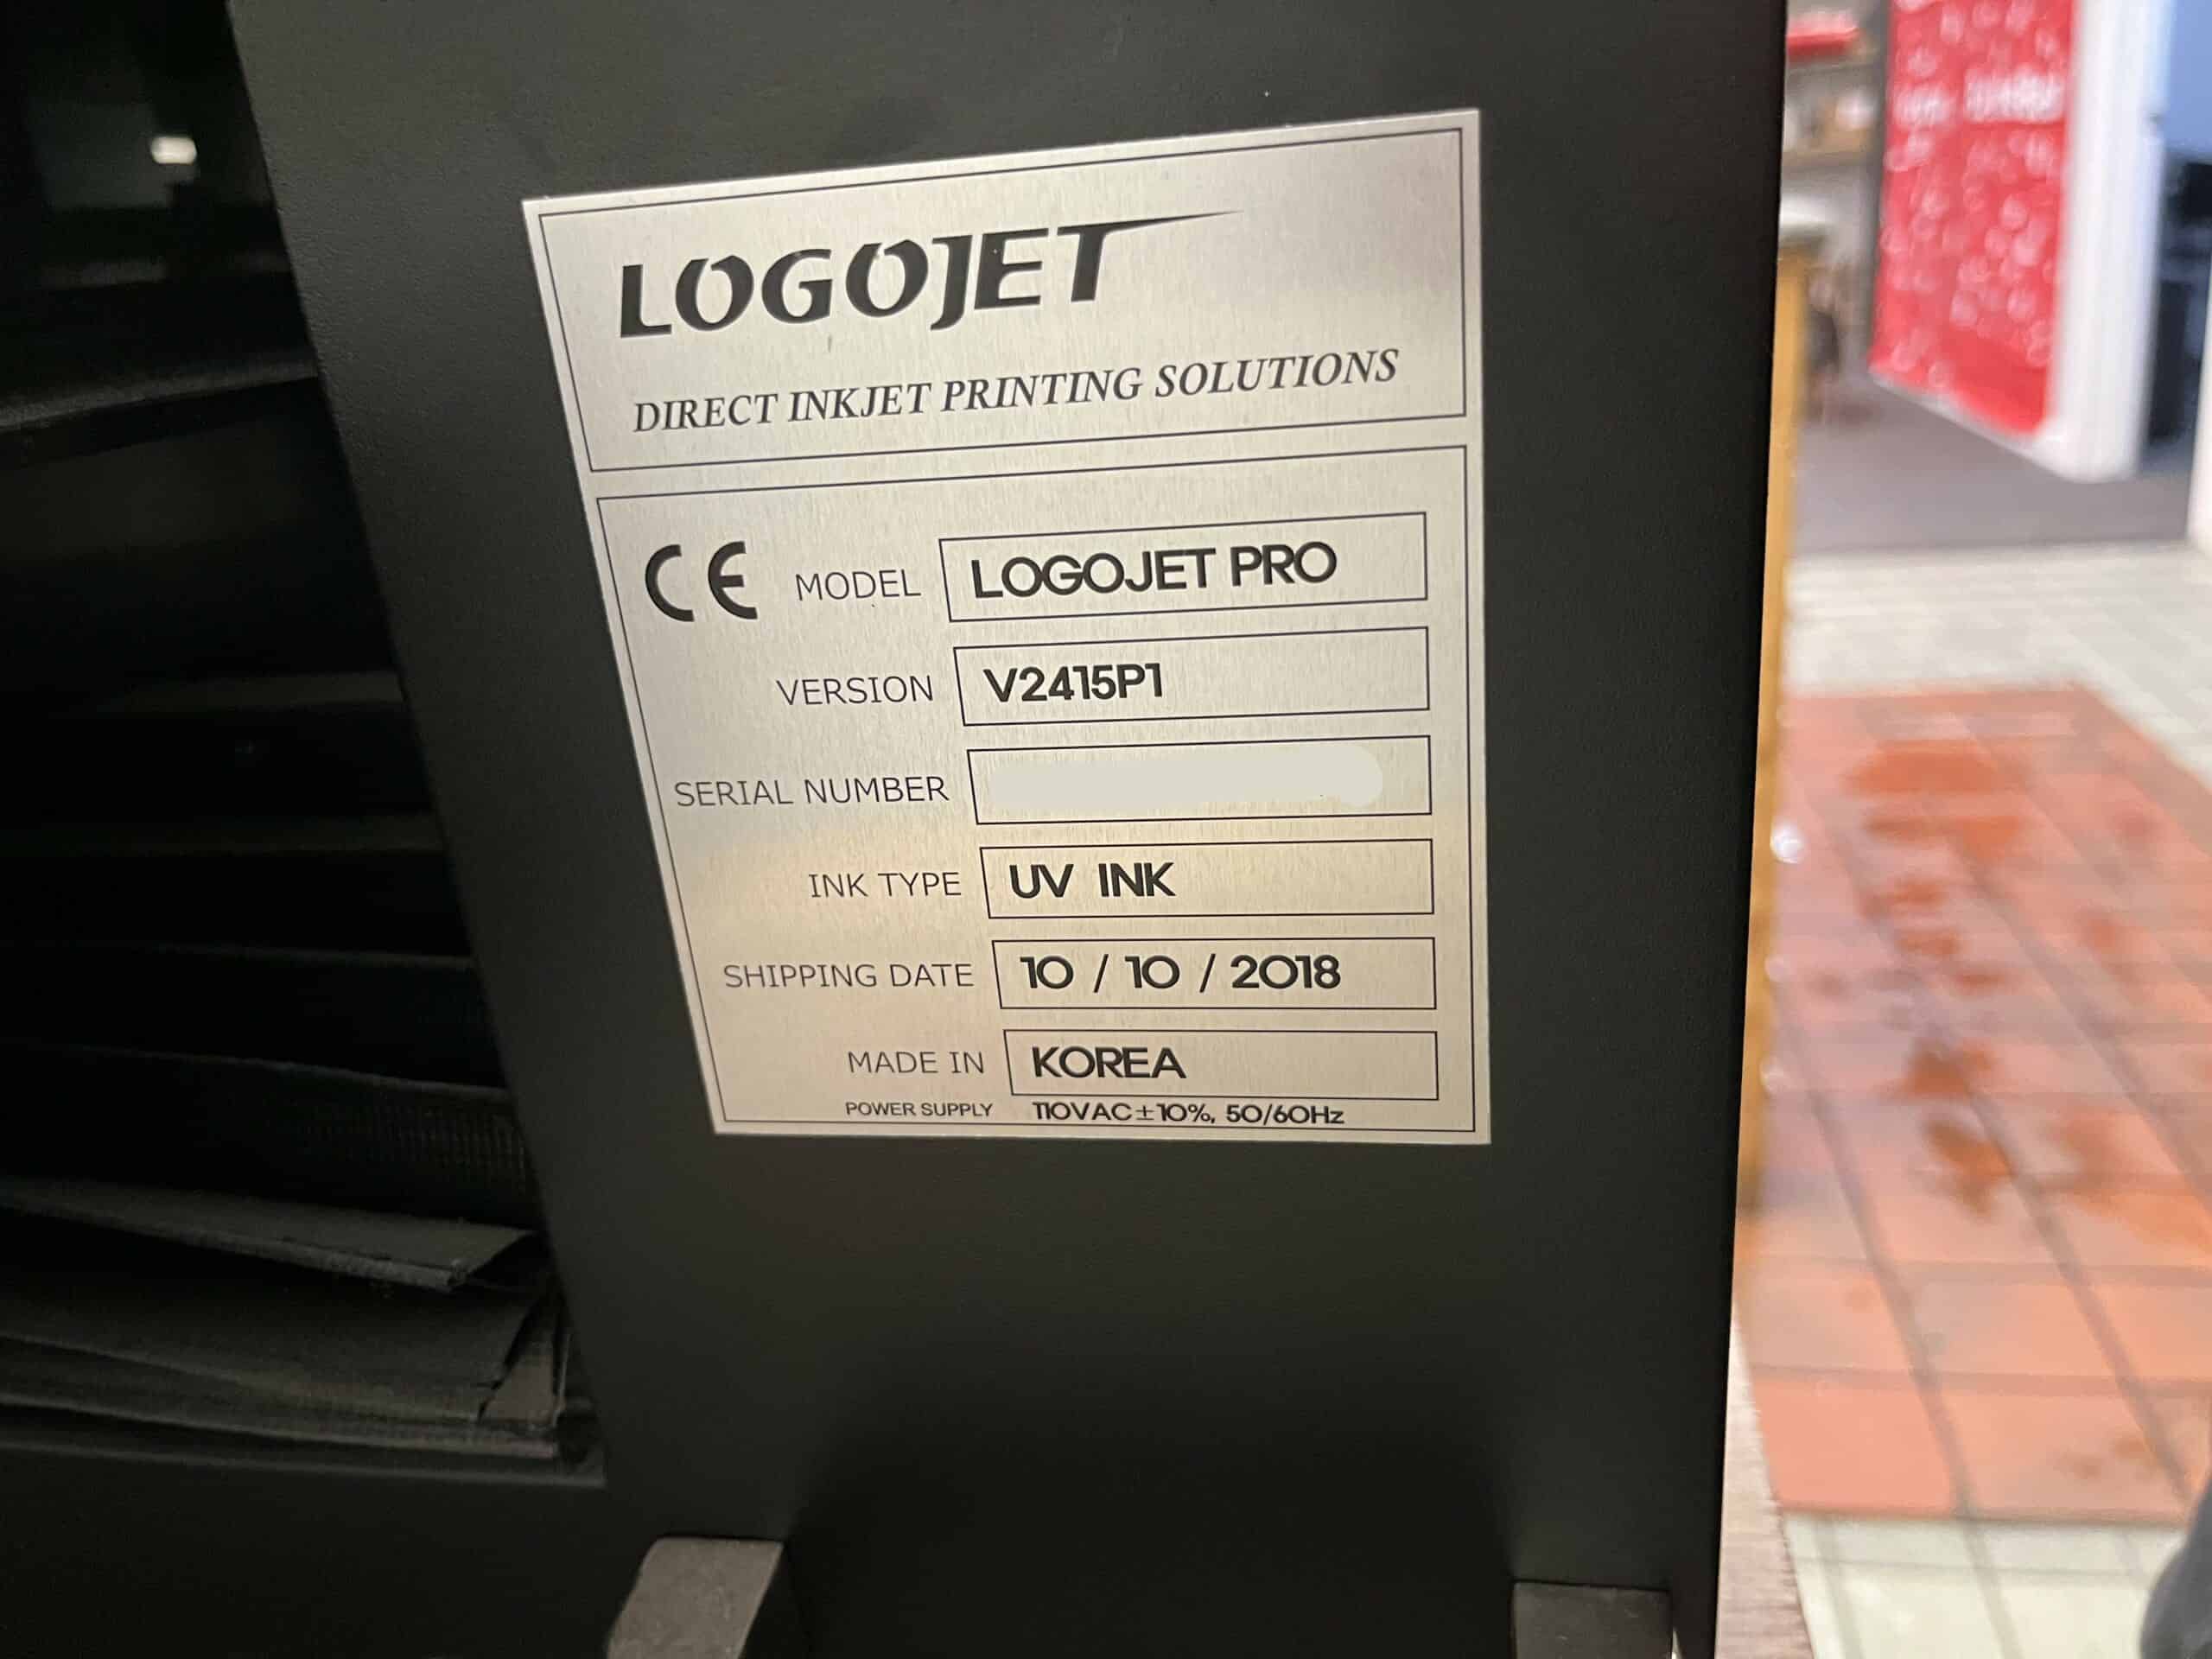 LOGOJET
DIRECT INKJET PRINTING SOLUTIONS
CE MODEL LOGOJET PRO
VERSION V2415P1
SERIAL NUMBER
INK TYPE UV INK
SHIPPING DATE 10 / 10 / 2018
MADE IN KOREA
POWER SUPPLY 110VAC±10%, 50/60Hz